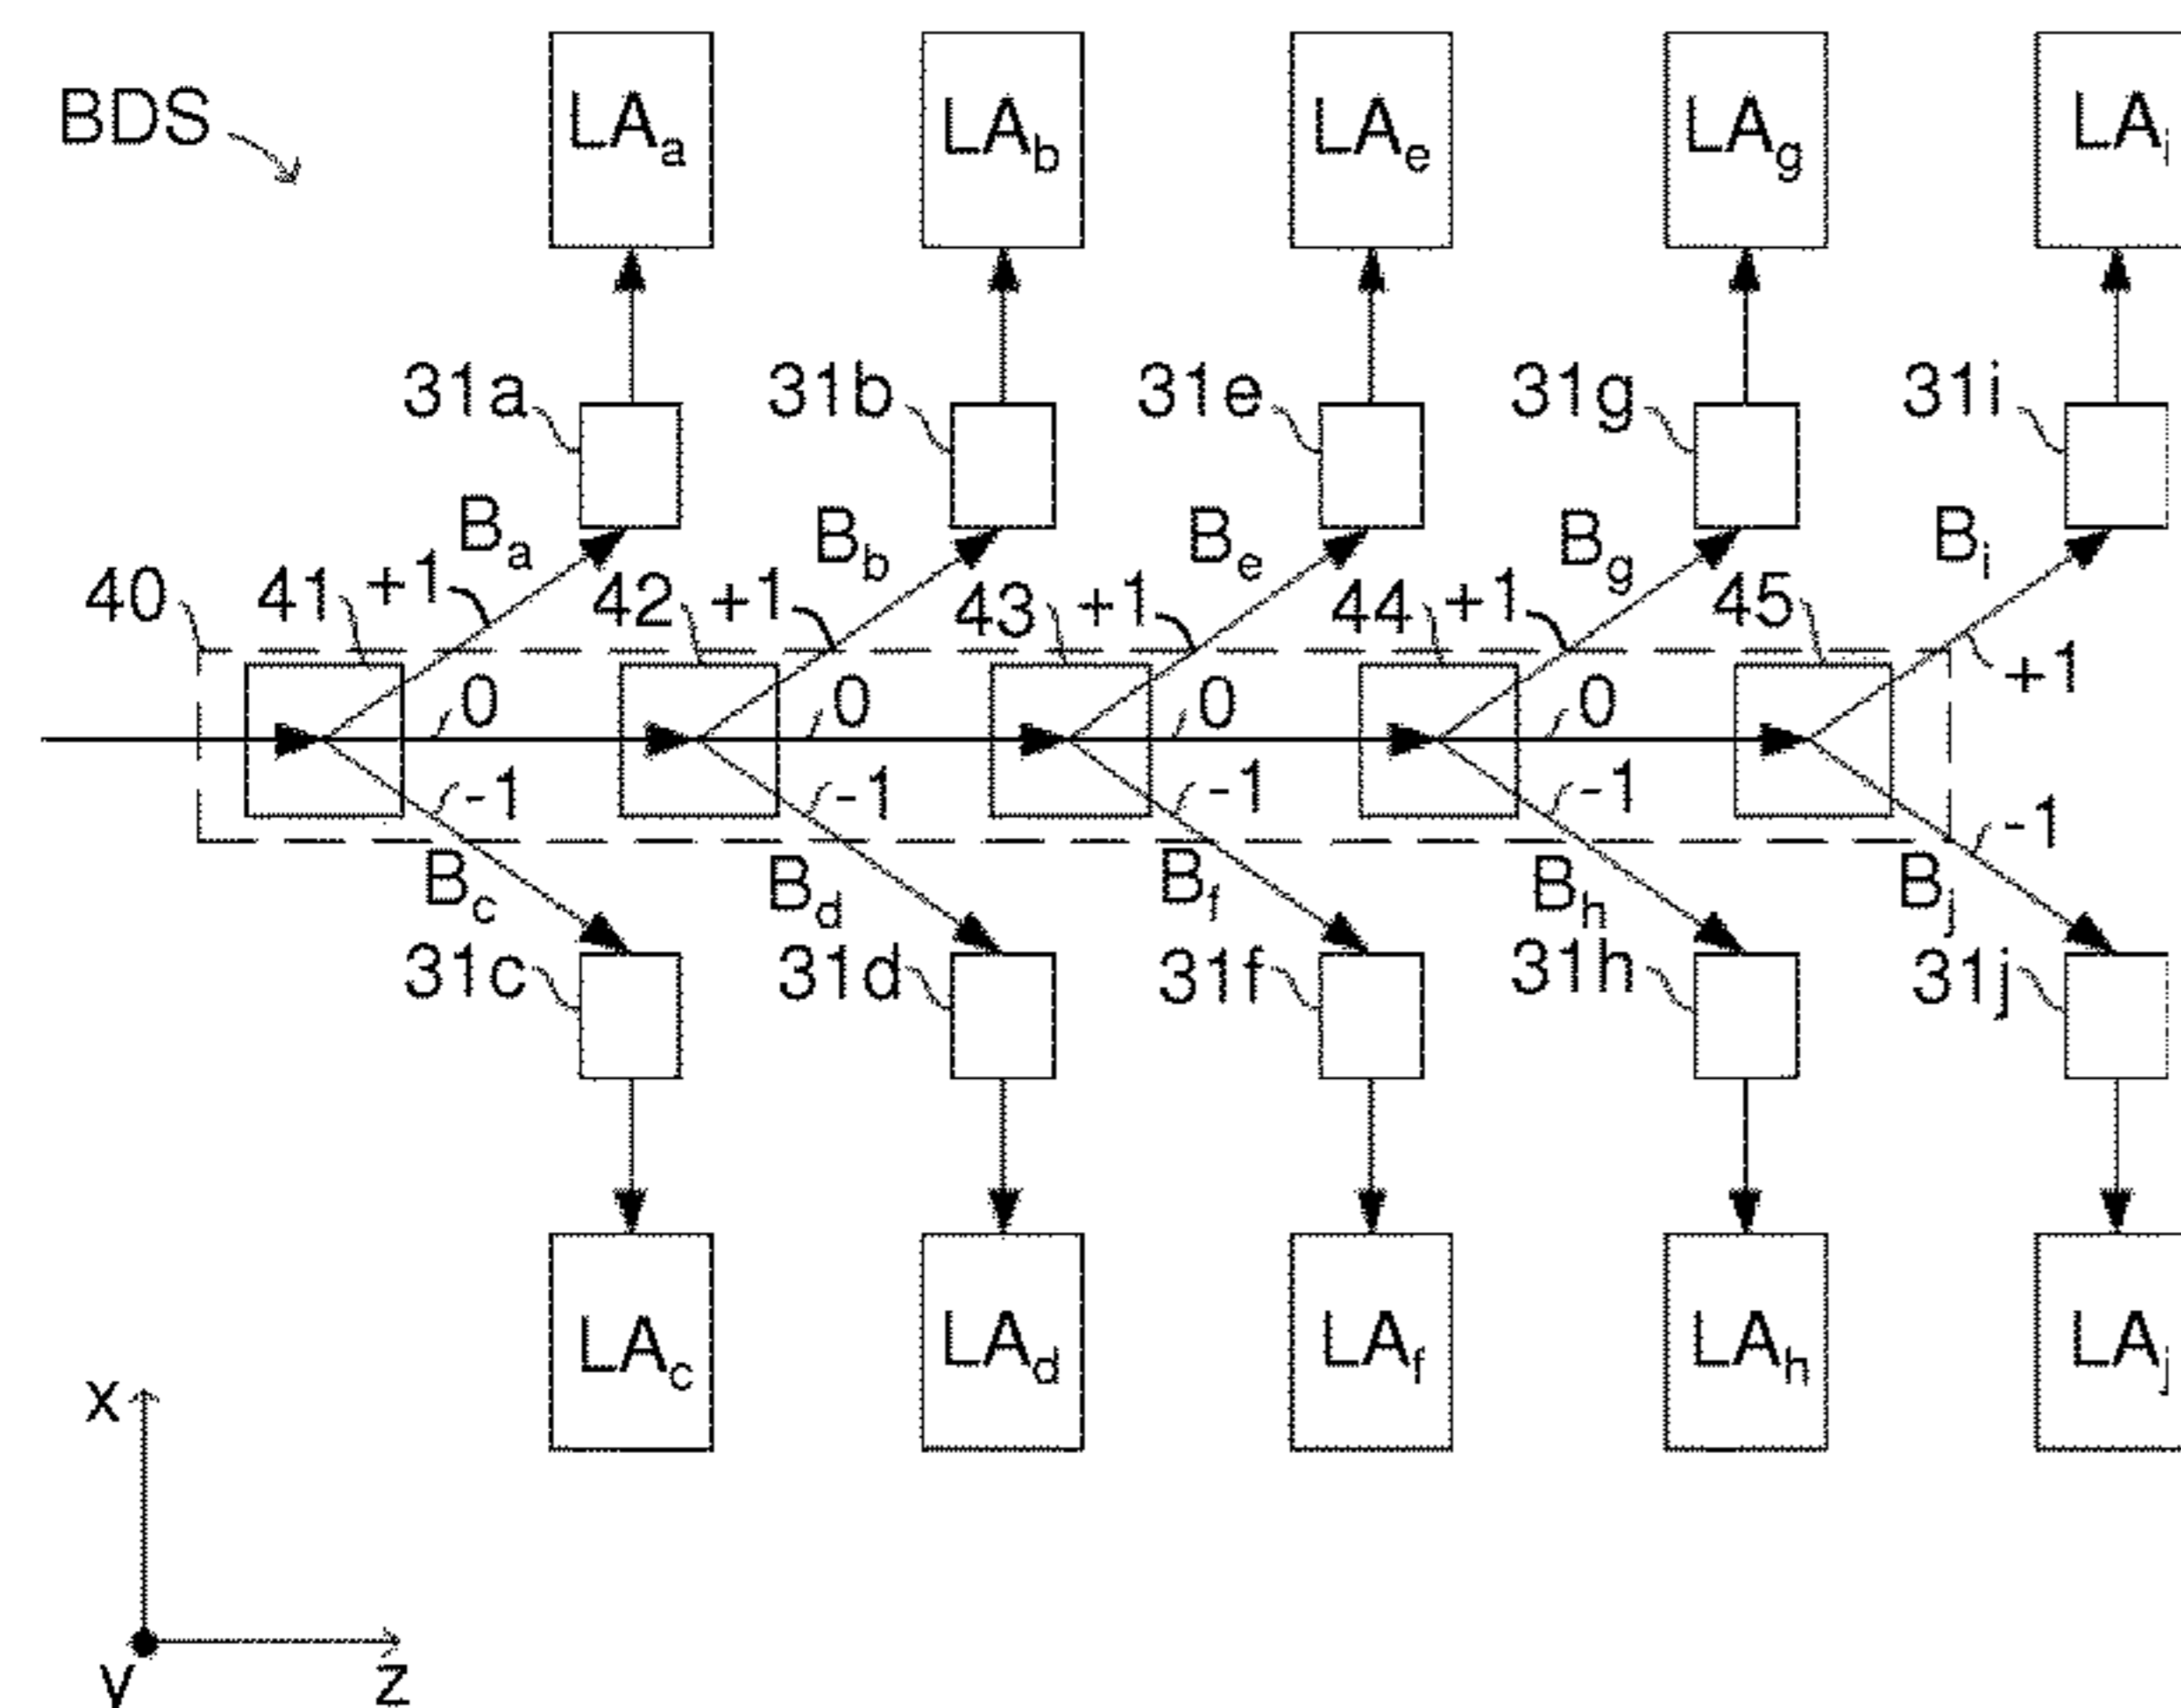 BDS
LAa LAb LAe LAg LAi
31a 31b 31e 31g 31i
Ba Bb Be Bg Bi
40 41 +1 42 +1 43 +1 44 +1 45
+1
0 0 0 0
-1 -1 -1 -1 -1
Bc Bd Bf Bh Bj
31c 31d 31f 31h 31j
LAc LAd LAf LAh LAj
x
y z